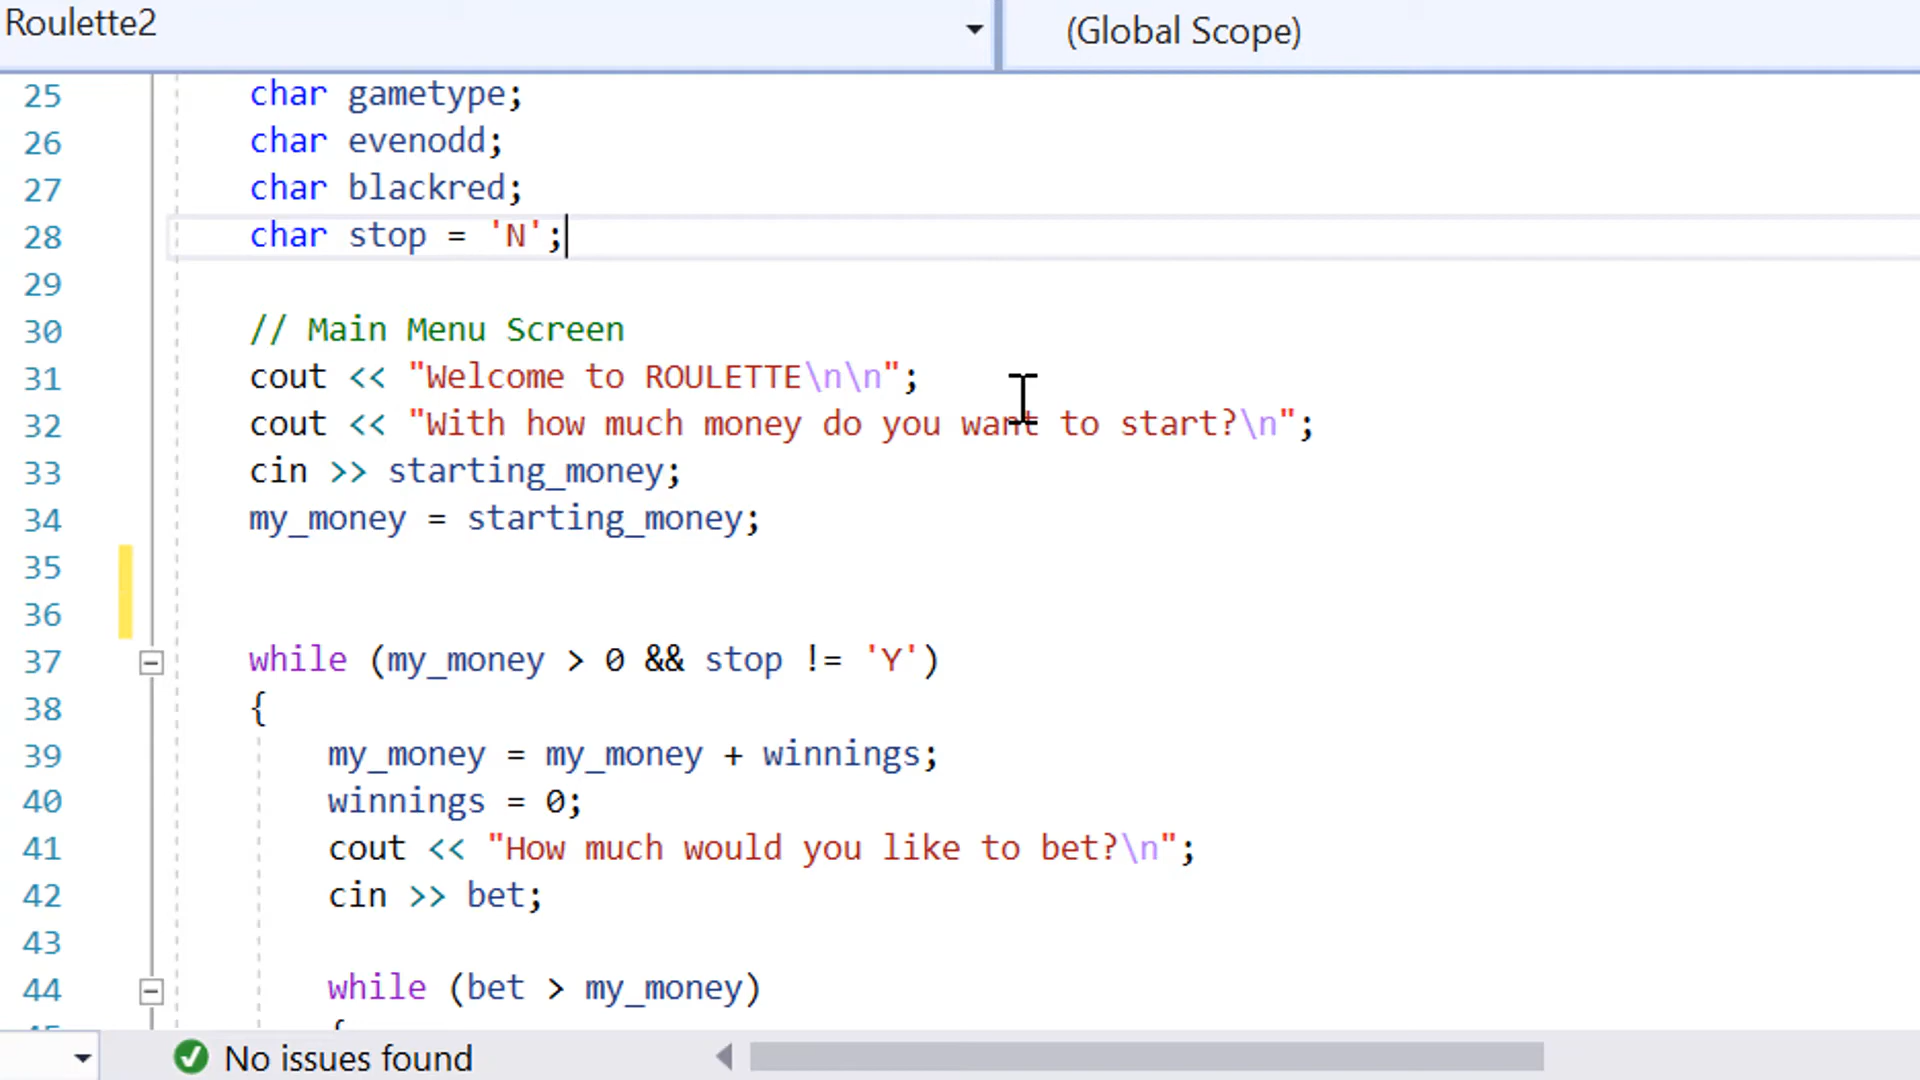 Roulette2
(Global Scope)
25 char gametype;
26 char evenodd;
27 char blackred;
28 char stop = 'N';
29
30 // Main Menu Screen
31 cout << "Welcome to ROULETTE\n\n";
32 cout << "With how much money do you want to start?\n";
33 cin >> starting_money;
34 my_money = starting_money;
35
36
37 while (my_money > 0 && stop != 'Y')
38 {
39 my_money = my_money + winnings;
40 winnings = 0;
41 cout << "How much would you like to bet?\n";
42 cin >> bet;
43
44 while (bet > my_money)
No issues found